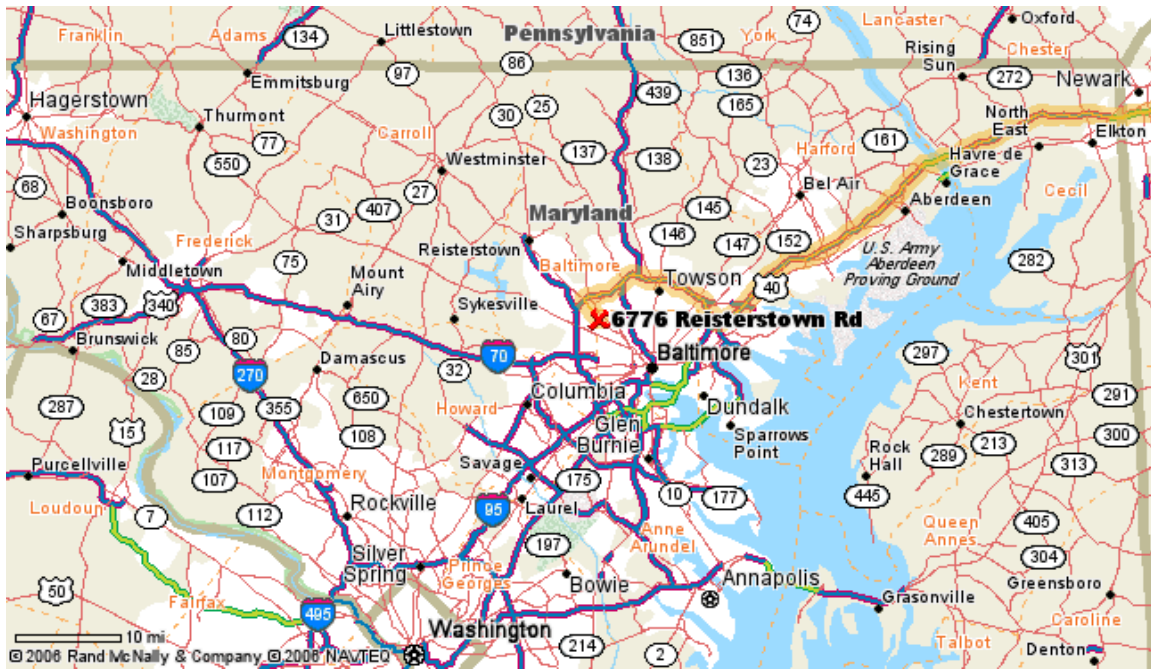 Franklin
Adams
134
Littlestown
Pennsylvania
York
74
Lancaster
Oxford
851
Rising
Sun
Chester
Emmitsburg
97
86
136
272
Newark
Hagerstown
439
165
Washington
Thurmont
77
Carroll
30
25
North
East
161
Elkton
550
Westminster
137
138
23
Harford
Havre de
Grace
68
27
Bel Air
Cecil
Boonsboro
407
31
Maryland
145
Aberdeen
Sharpsburg
Frederick
Reisterstown
146
147
152
U.S. Army
Aberdeen
Proving Ground
282
Middletown
75
Baltimore
Towson
40
Mount
Airy
383
340
Sykesville
67
6776 Reisterstown Rd
Brunswick
85
80
70
Baltimore
297
301
Damascus
32
28
270
Columbia
Kent
287
109
355
650
Howard
Dundalk
Chestertown
291
15
117
108
Glen
Burnie
Sparrows
Point
213
300
Purcellville
107
Montgomery
Savage
175
Rock
Hall
289
313
Loudoun
7
112
Rockville
95
Laurel
10
177
445
Queen
Annes
405
Silver
Spring
197
Anne
Arundel
304
Prince
Georges
Bowie
Annapolis
Greensboro
50
Fairfax
495
Grasonville
Washington
Caroline
10 mi
214
2
Talbot
Denton
© 2006 Rand McNally & Company © 2006 NAVTEQ